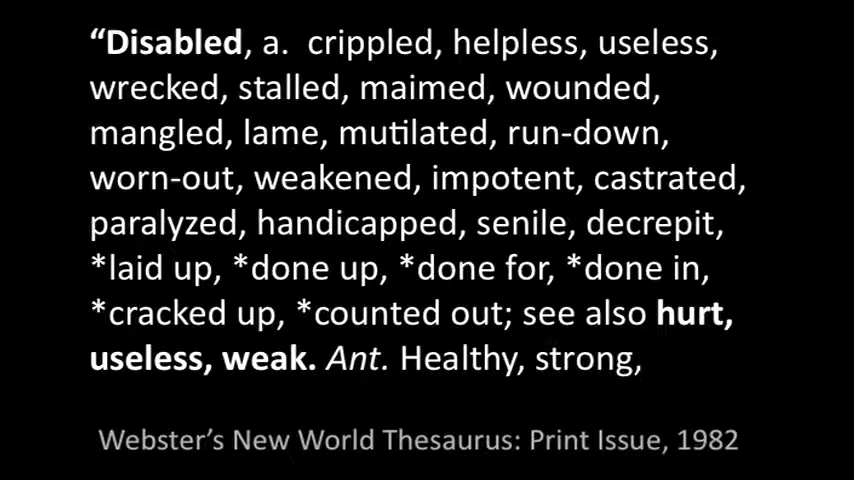 “Disabled, a. crippled, helpless, useless,
wrecked, stalled, maimed, wounded,
mangled, lame, mutilated, run-down,
worn-out, weakened, impotent, castrated,
paralyzed, handicapped, senile, decrepit,
*laid up, *done up, *done for, *done in,
*cracked up, *counted out; see also hurt,
useless, weak. Ant. Healthy, strong,
Webster’s New World Thesaurus: Print Issue, 1982